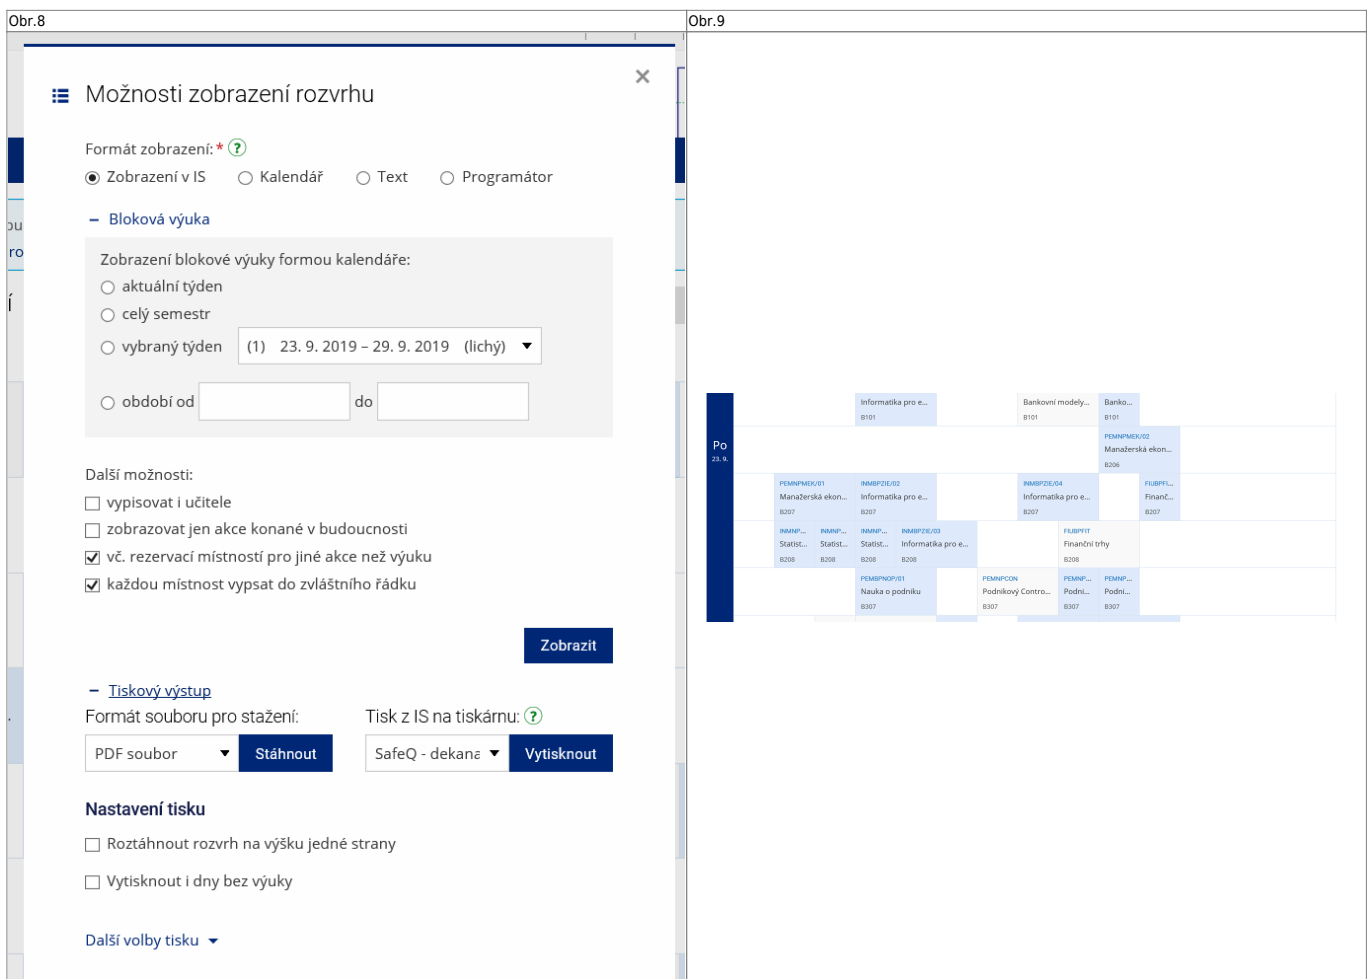 Obr.8
Možnosti zobrazení rozvrhu
Formát zobrazení: * ?
Zobrazení v IS Kalendář Text Programátor
– Bloková výuka
Zobrazení blokové výuky formou kalendáře:
aktuální týden
celý semestr
vybraný týden (1) 23. 9. 2019 – 29. 9. 2019 (lichý)
období od do
Další možnosti:
vypisovat i učitele
zobrazovat jen akce konané v budoucnosti
vč. rezervací místností pro jiné akce než výuku
každou místnost vypsat do zvláštního řádku
Zobrazit
– Tiskový výstup
Formát souboru pro stažení: Tisk z IS na tiskárnu: ?
PDF soubor Stáhnout SafeQ - dekana Vytisknout
Nastavení tisku
Roztáhnout rozvrh na výšku jedné strany
Vytisknout i dny bez výuky
Další volby tisku
ro
Í
Obr.9
Po
23. 9.
Informatika pro e... Bankovní modely... Banko...
B101 B101 B101
PEMNPMEK/02
Manažerská ekon...
B206
PEMNPMEK/01 INMBPZIE/02 INMBPZIE/04 FIUBPFI...
Manažerská ekon... Informatika pro e... Informatika pro e... Finanč...
B207 B207 B207 B207
INMNP... INMNP... INMNP... INMBPZIE/03 FIUBPFIT
Statist... Statist... Statist... Informatika pro e... Finanční trhy
B208 B208 B208 B208 B208
PEMBPNOP/01 PEMNPCON PEMNP... PEMNP...
Nauka o podniku Podnikový Contro... Podni... Podni...
B307 B307 B307 B307